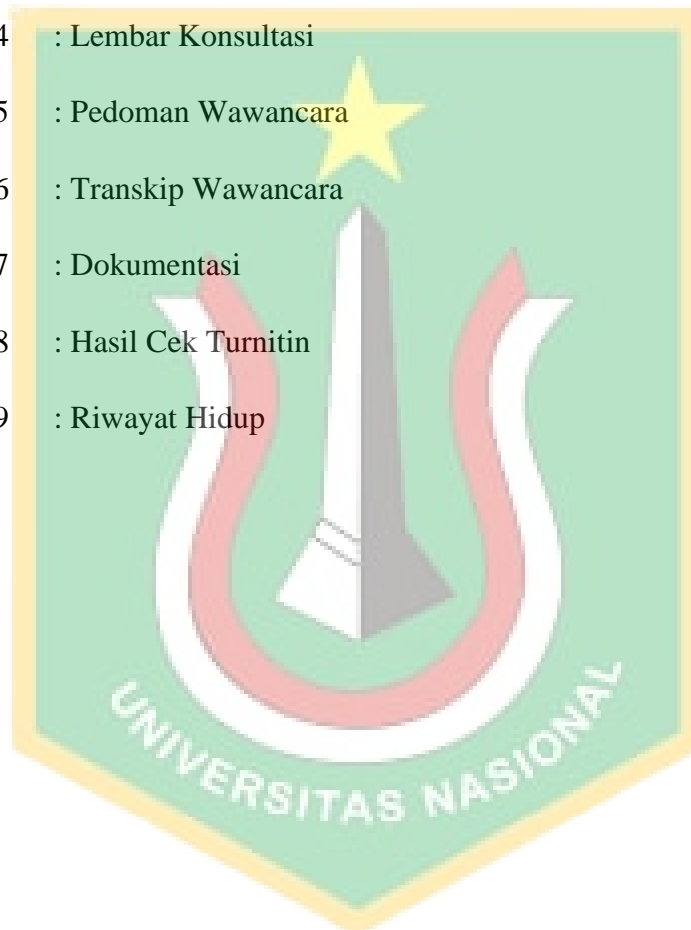 4 : Lembar Konsultasi
5 : Pedoman Wawancara
6 : Transkip Wawancara
7 : Dokumentasi
8 : Hasil Cek Turnitin
9 : Riwayat Hidup
UNIVERSITAS NASIONAL